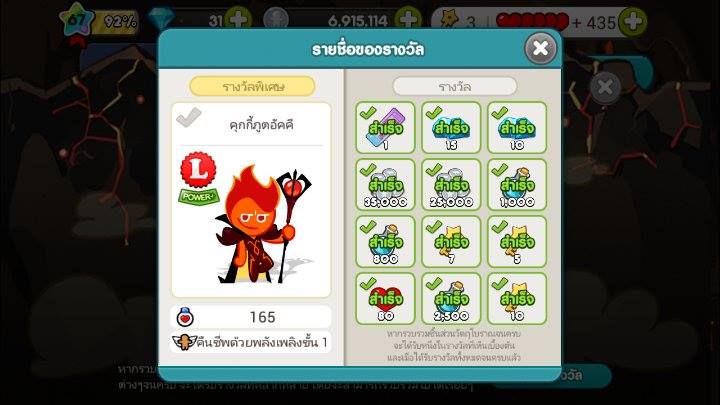 67 92% 31 6,915,114 3 + 435
รายชื่อของรางวัล
รางวัลพิเศษ
คุกกี้ภูตอัคคี
L
POWER+
165
คืนชีพด้วยพลังเพลิงขั้น 1
รางวัล
สำเร็จ สำเร็จ สำเร็จ
1 15 10
สำเร็จ สำเร็จ สำเร็จ
35,000 25,000 1,000
สำเร็จ สำเร็จ สำเร็จ
800 7 5
สำเร็จ สำเร็จ สำเร็จ
50 2,500 10
หากรวบรวมชิ้นส่วนวัตถุโบราณจนครบ
จะได้รับหนึ่งในรางวัลที่เห็นเบื้องต้น
และเมื่อได้รับรางวัลทั้งหมดจนครบแล้ว
หากรวบ